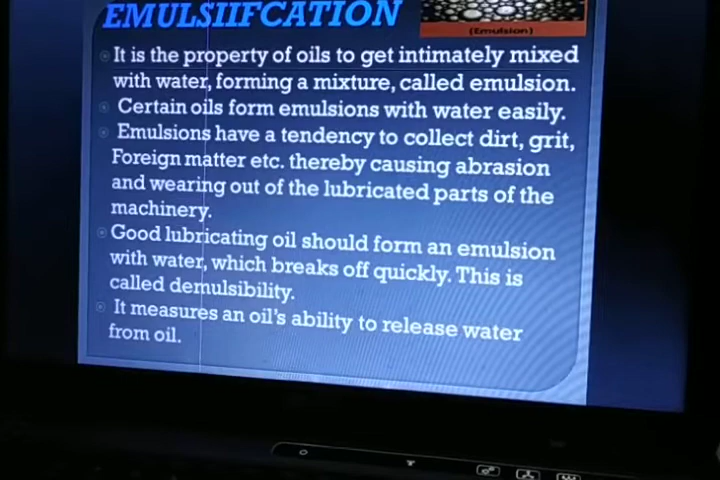 EMULSIIFCATION
(Emulsion)
It is the property of oils to get intimately mixed
with water, forming a mixture, called emulsion.
Certain oils form emulsions with water easily.
Emulsions have a tendency to collect dirt, grit,
Foreign matter etc. thereby causing abrasion
and wearing out of the lubricated parts of the
machinery.
Good lubricating oil should form an emulsion
with water, which breaks off quickly. This is
called demulsibility.
It measures an oil's ability to release water
from oil.